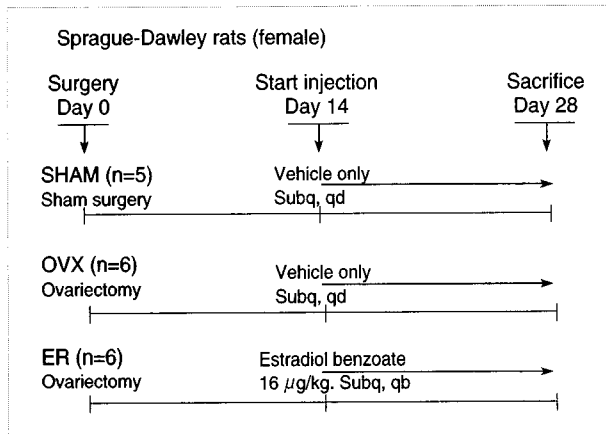 Sprague-Dawley rats (female)
Surgery Start injection Sacrifice
Day 0 Day 14 Day 28
SHAM (n=5) Vehicle only
Sham surgery Subq, qd
OVX (n=6) Vehicle only
Ovariectomy Subq, qd
ER (n=6) Estradiol benzoate
Ovariectomy 16 μg/kg. Subq, qb